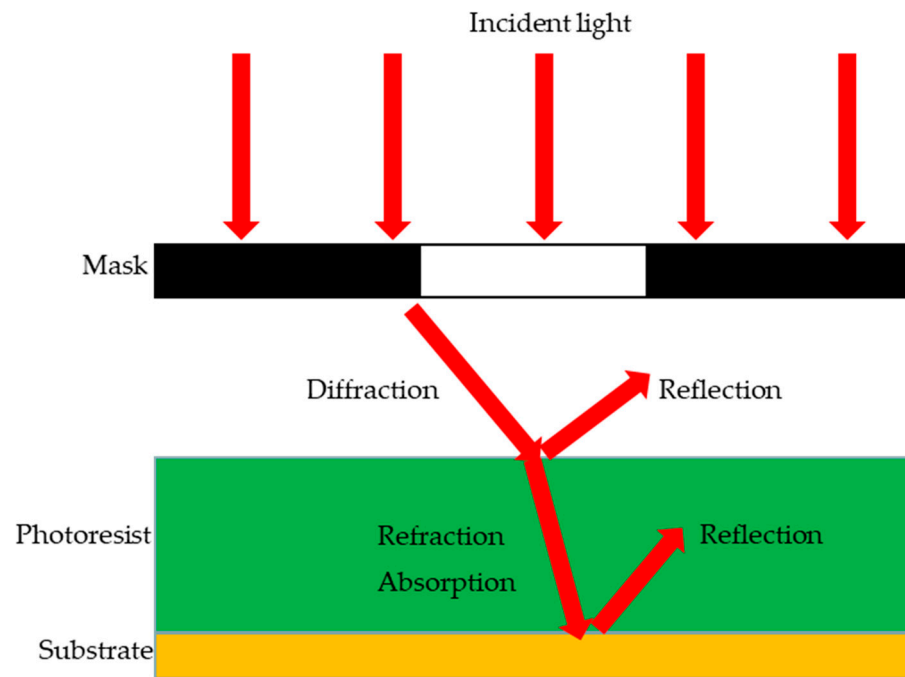 Incident light
Mask
Diffraction
Reflection
Photoresist
Refraction
Absorption
Reflection
Substrate